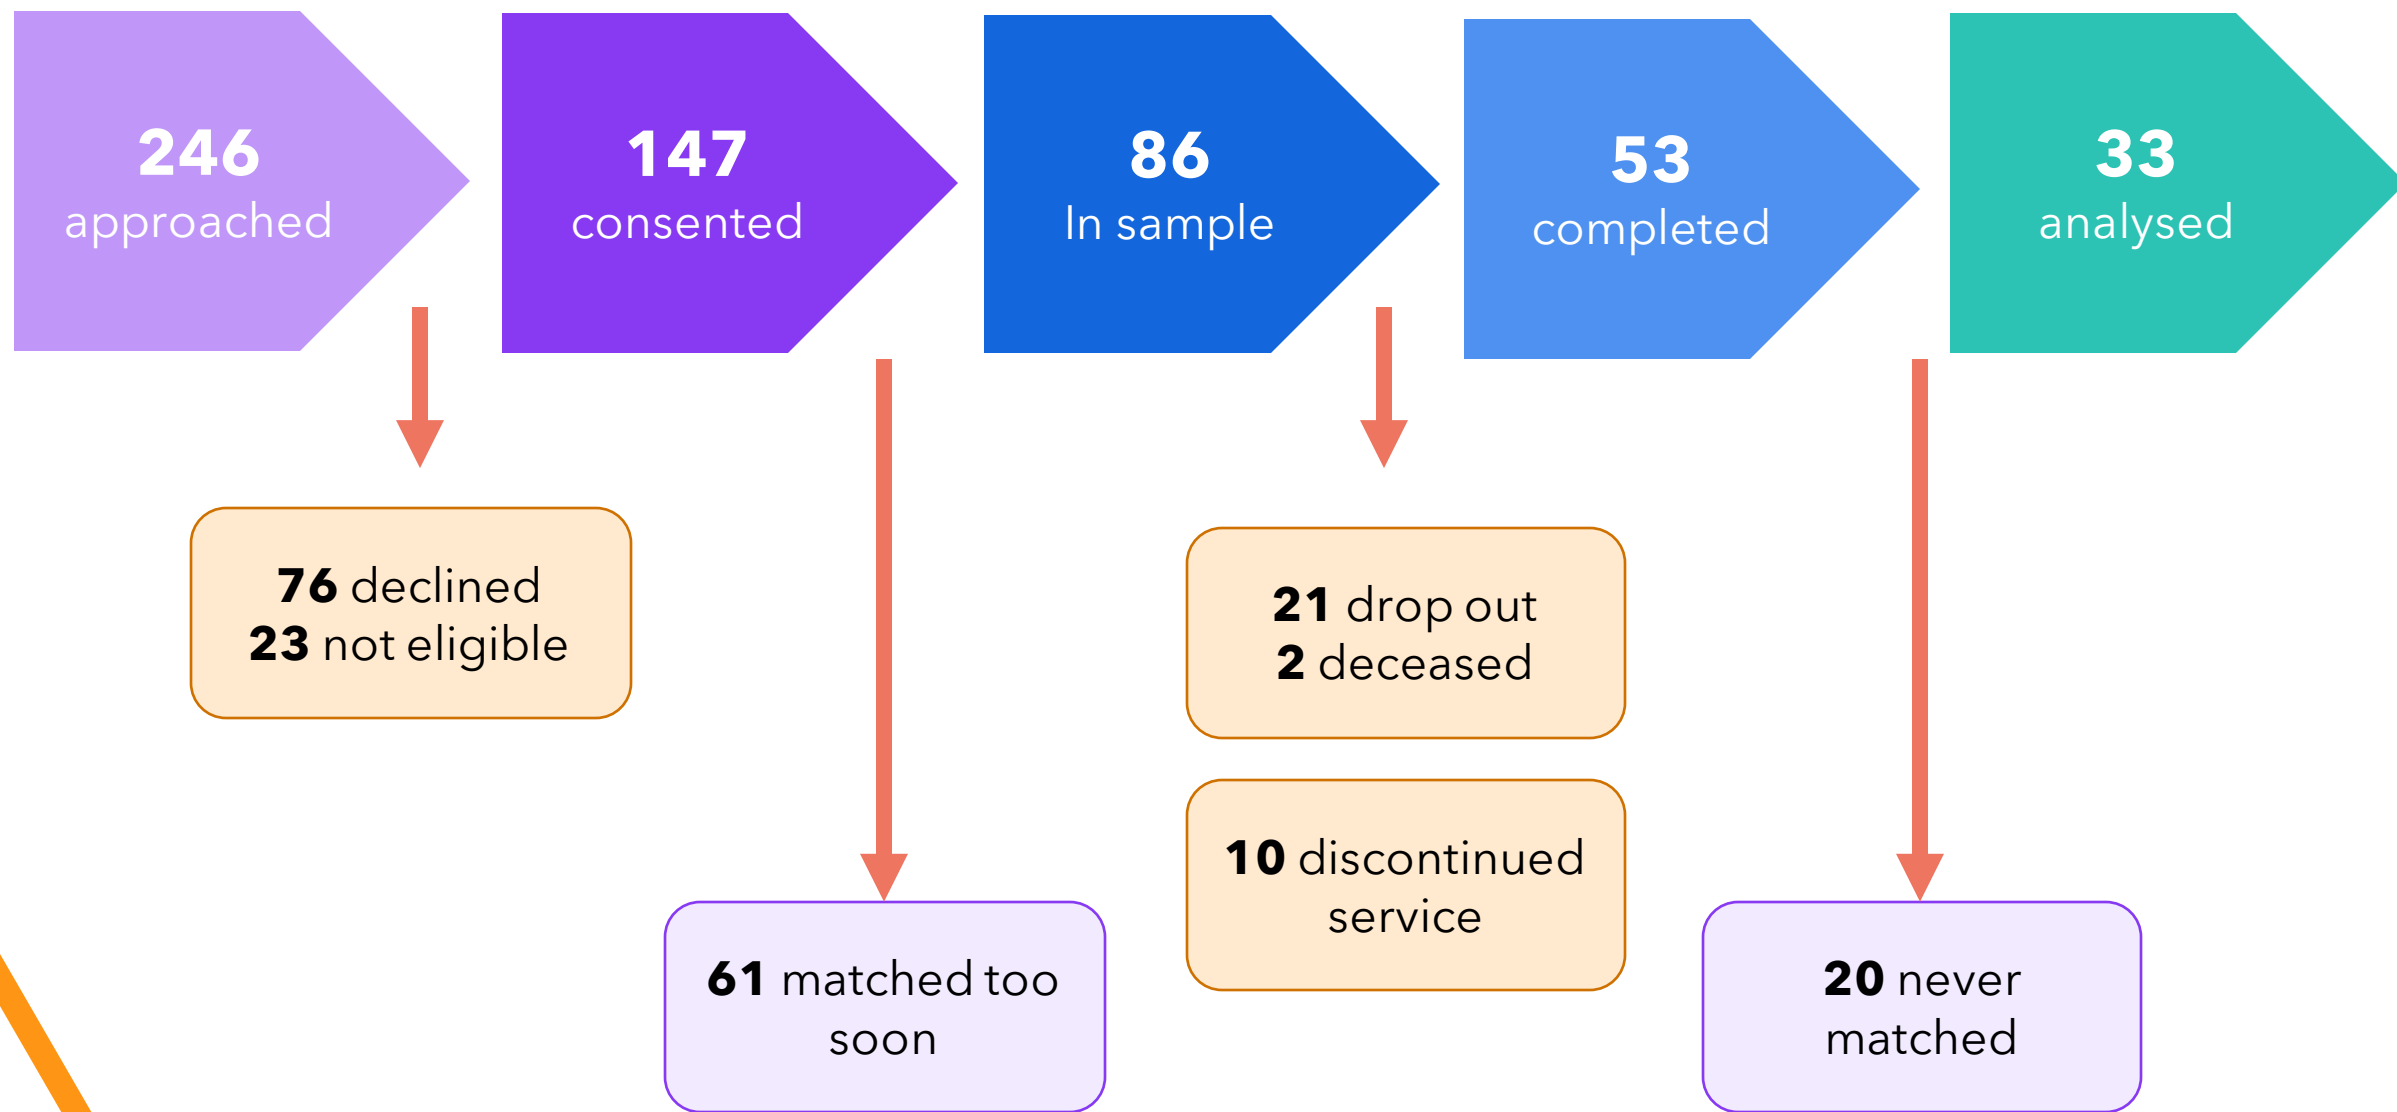 246
approached
147
consented
86
In sample
53
completed
33
analysed
76 declined
23 not eligible
61 matched too
soon
21 drop out
2 deceased
10 discontinued
service
20 never
matched